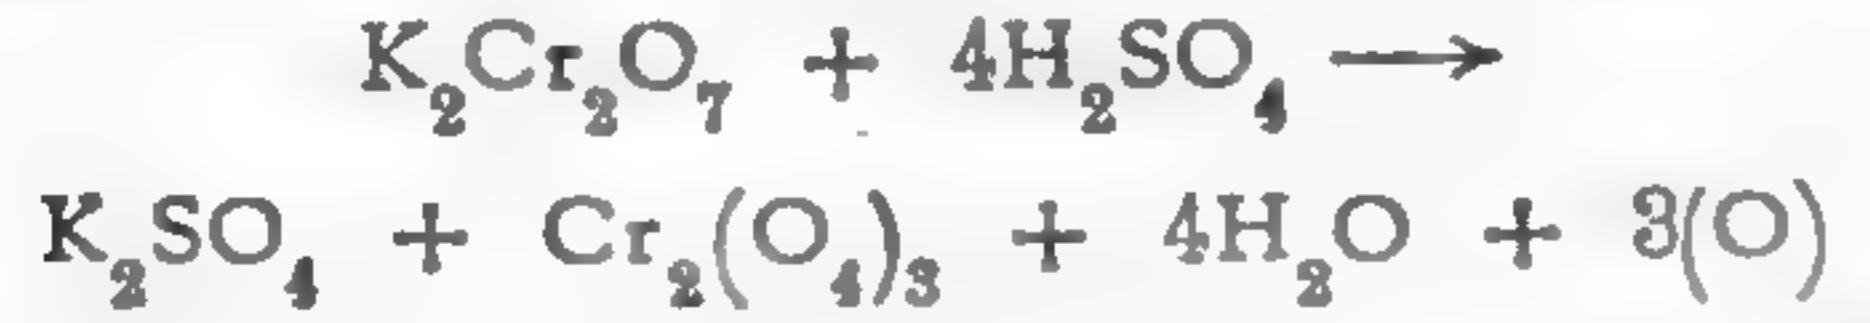 K₂Cr₂O₇ + 4H₂SO₄ ⟶
K₂SO₄ + Cr₂(O₄)₃ + 4H₂O + 3(O)